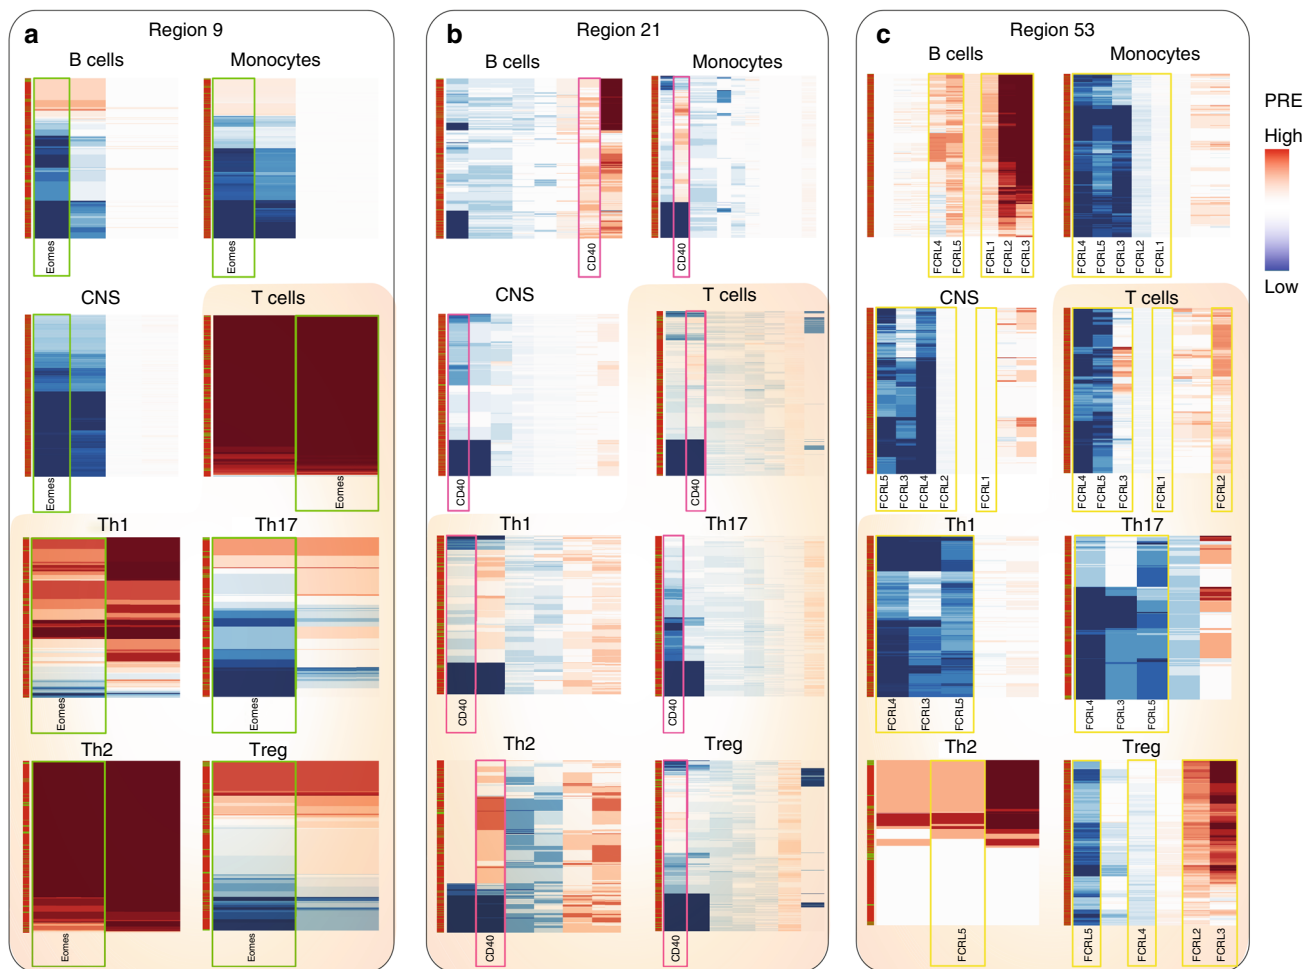 a
Region 9
B cells
Monocytes
Eomes
Eomes
CNS
T cells
Eomes
Eomes
Th1
Th17
Eomes
Eomes
Th2
Treg
Eomes
Eomes
b
Region 21
B cells
Monocytes
CD40
CD40
CNS
T cells
CD40
CD40
Th1
Th17
CD40
CD40
Th2
Treg
CD40
CD40
c
Region 53
B cells
Monocytes
FCRL4
FCRL5
FCRL1
FCRL2
FCRL3
FCRL4
FCRL5
FCRL3
FCRL2
FCRL1
CNS
T cells
FCRL5
FCRL3
FCRL4
FCRL2
FCRL1
FCRL4
FCRL5
FCRL3
FCRL1
FCRL2
Th1
Th17
FCRL4
FCRL3
FCRL5
FCRL4
FCRL3
FCRL5
Th2
Treg
FCRL5
FCRL5
FCRL4
FCRL2
FCRL3
PRE
High
Low